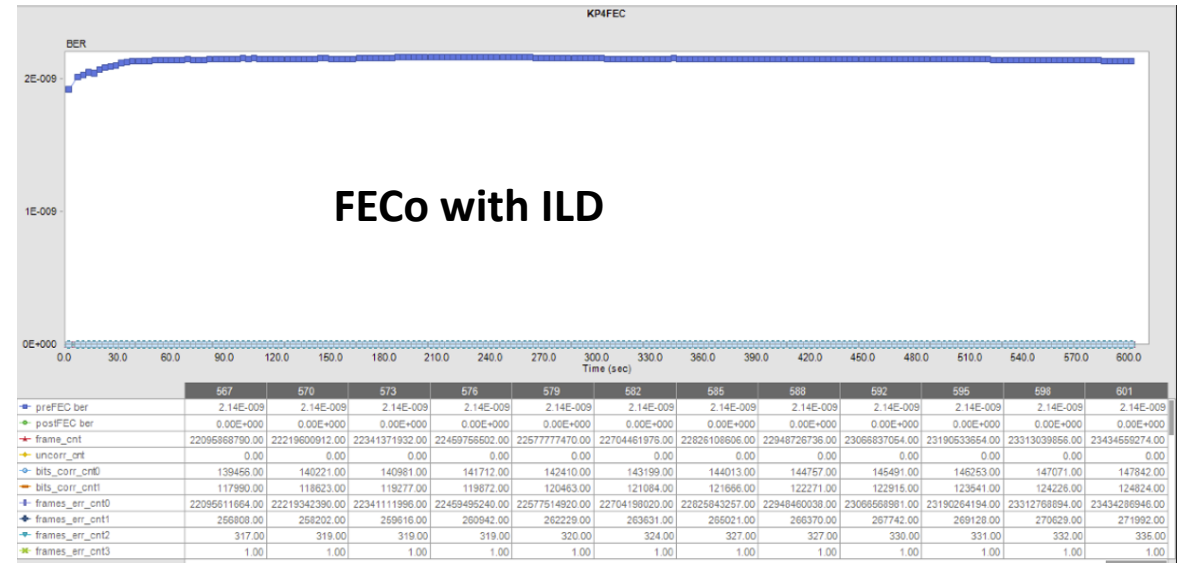 KP4FEC
BER
2E-009
1E-009
0E+000
FECo with ILD
0.0 30.0 60.0 90.0 120.0 150.0 180.0 210.0 240.0 270.0 300.0 330.0 360.0 390.0 420.0 450.0 480.0 510.0 540.0 570.0 600.0
Time (sec)
567 570 573 576 579 582 585 588 592 595 598 601
preFEC ber 2.14E-009 2.14E-009 2.14E-009 2.14E-009 2.14E-009 2.14E-009 2.14E-009 2.14E-009 2.14E-009 2.14E-009 2.14E-009 2.14E-009
postFEC ber 0.00E+000 0.00E+000 0.00E+000 0.00E+000 0.00E+000 0.00E+000 0.00E+000 0.00E+000 0.00E+000 0.00E+000 0.00E+000 0.00E+000
frame_cnt 22095868790.00 22219600912.00 22341371932.00 22459756502.00 22577777470.00 22704461976.00 22826108606.00 22948726736.00 23066837054.00 23190533654.00 23313039856.00 23434559274.00
uncorr_cnt 0.00 0.00 0.00 0.00 0.00 0.00 0.00 0.00 0.00 0.00 0.00 0.00
bits_corr_cnt0 139456.00 140221.00 140981.00 141712.00 142410.00 143199.00 144013.00 144757.00 145491.00 146253.00 147071.00 147842.00
bits_corr_cnt1 117990.00 118623.00 119277.00 119872.00 120463.00 121084.00 121666.00 122271.00 122915.00 123541.00 124226.00 124824.00
frames_err_cnt0 22095611664.00 22219342390.00 22341111996.00 22459495240.00 22577514920.00 22704198020.00 22825843257.00 22948460038.00 23066568981.00 23190264194.00 23312768894.00 23434286946.00
frames_err_cnt1 256808.00 258202.00 259616.00 260942.00 262229.00 263631.00 265021.00 266370.00 267742.00 269128.00 270629.00 271992.00
frames_err_cnt2 317.00 319.00 319.00 319.00 320.00 324.00 327.00 327.00 330.00 331.00 332.00 335.00
frames_err_cnt3 1.00 1.00 1.00 1.00 1.00 1.00 1.00 1.00 1.00 1.00 1.00 1.00